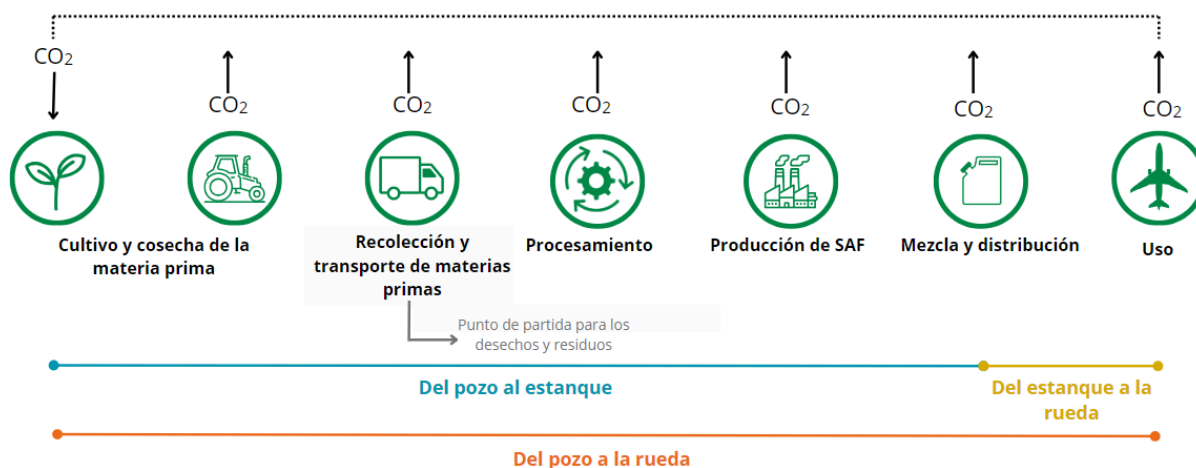 CO₂
CO₂
CO₂
CO₂
CO₂
CO₂
CO₂
Cultivo y cosecha de la
materia prima
Recolección y
transporte de materias
primas
Procesamiento
Producción de SAF
Mezcla y distribución
Uso
Punto de partida para los
desechos y residuos
Del pozo al estanque
Del estanque a la
rueda
Del pozo a la rueda